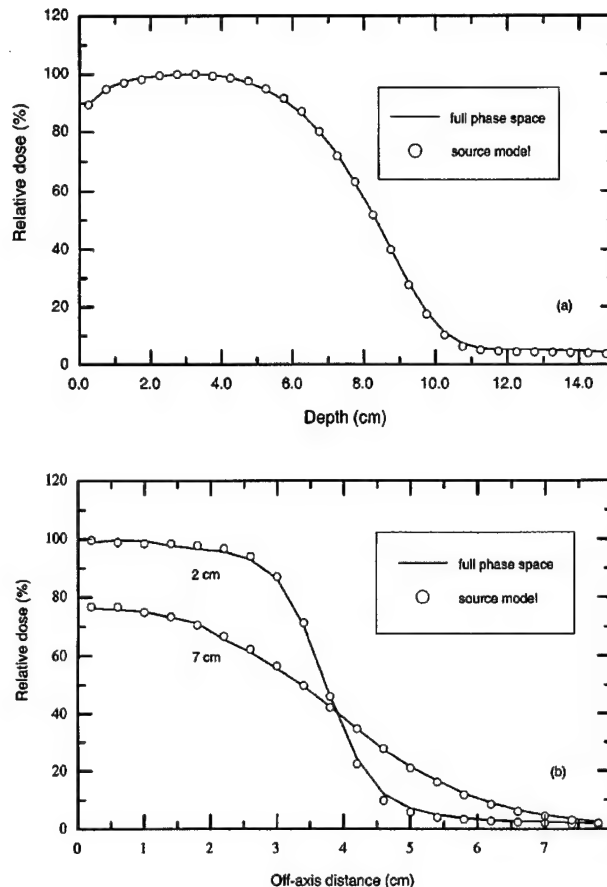 120
100
80
60
40
20
0
Relative dose (%)
full phase space
source model
(a)
0.0 2.0 4.0 6.0 8.0 10.0 12.0 14.0
Depth (cm)
120
100
80
60
40
20
0
Relative dose (%)
full phase space
source model
2 cm
7 cm
(b)
0 1 2 3 4 5 6 7
Off-axis distance (cm)